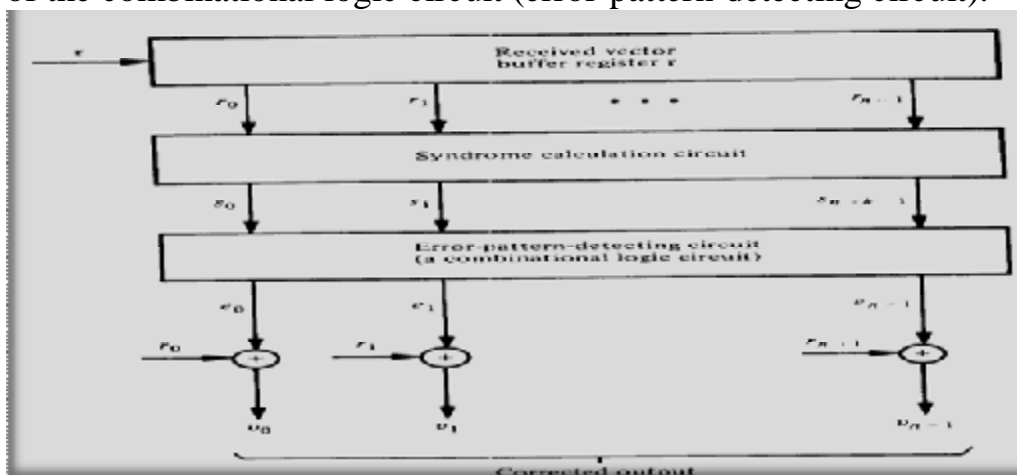 of the combinational logic circuit (error pattern detecting circuit).
r
Received vector
buffer register r
r0 r1 • • • rn-1
Syndrome calculation circuit
s0 s1 sn-k-1
Error-pattern-detecting circuit
(a combinational logic circuit)
e0 e1 en-1
r0 + r1 + rn-1 +
v0 v1 vn-1
Corrected output